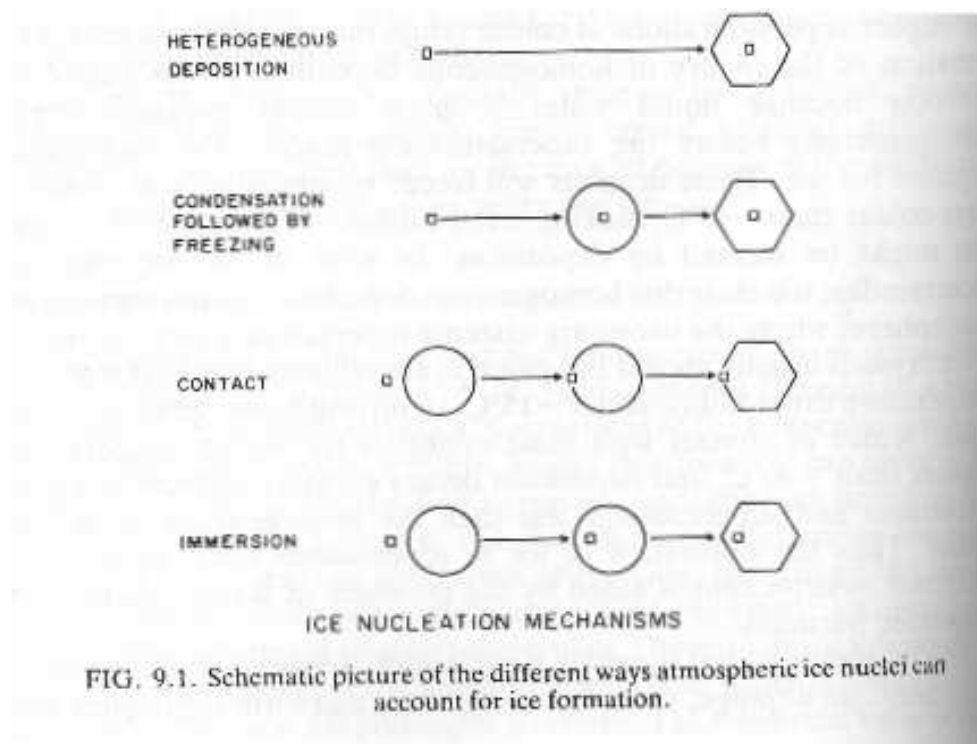 HETEROGENEOUS
DEPOSITION
CONDENSATION
FOLLOWED BY
FREEZING
CONTACT
IMMERSION
ICE NUCLEATION MECHANISMS
FIG. 9.1. Schematic picture of the different ways atmospheric ice nuclei can
account for ice formation.